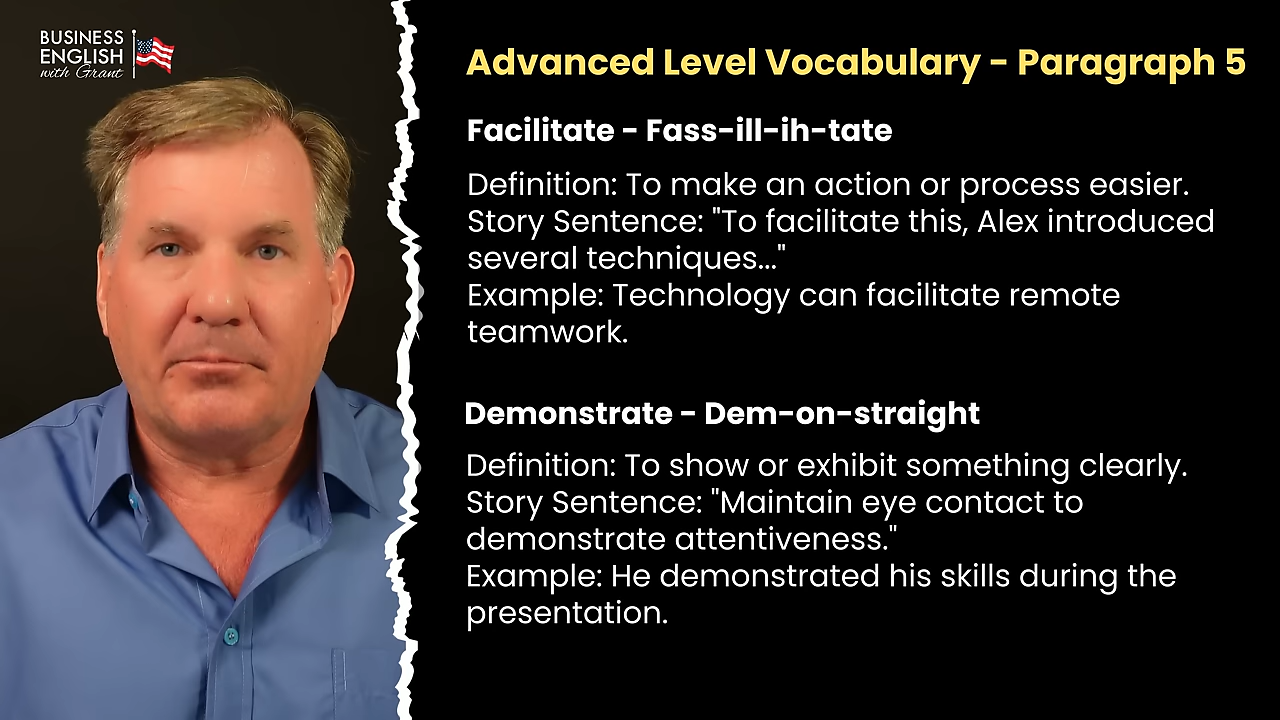 BUSINESS
ENGLISH
with Grant
Advanced Level Vocabulary - Paragraph 5
Facilitate - Fass-ill-ih-tate
Definition: To make an action or process easier.
Story Sentence: "To facilitate this, Alex introduced
several techniques..."
Example: Technology can facilitate remote
teamwork.
Demonstrate - Dem-on-straight
Definition: To show or exhibit something clearly.
Story Sentence: "Maintain eye contact to
demonstrate attentiveness."
Example: He demonstrated his skills during the
presentation.